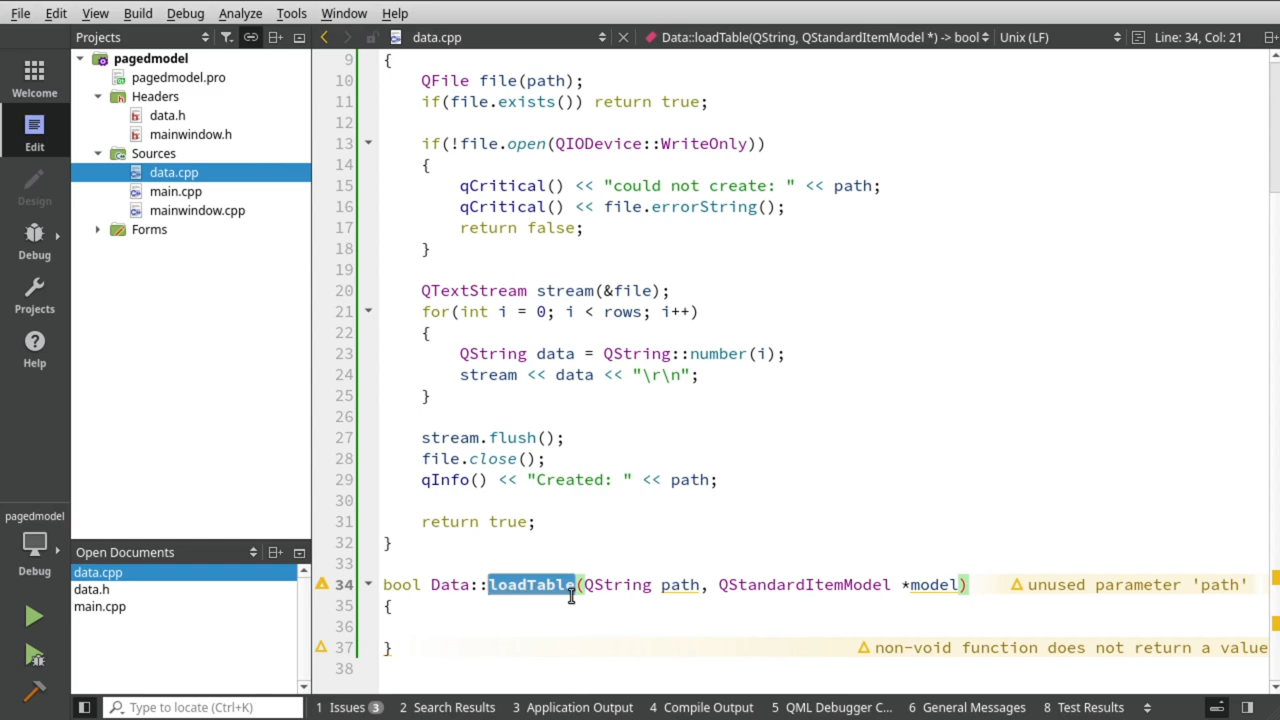 File Edit View Build Debug Analyze Tools Window Help
Projects
data.cpp
Data::loadTable(QString, QStandardItemModel *) -> bool
Unix (LF)
Line: 34, Col: 21
Welcome
Edit
Design
Debug
Projects
Help
pagedmodel
Debug
pagedmodel
pagedmodel.pro
Headers
data.h
mainwindow.h
Sources
data.cpp
main.cpp
mainwindow.cpp
Forms
Open Documents
data.cpp
data.h
main.cpp
9 {
10 QFile file(path);
11 if(file.exists()) return true;
12
13 if(!file.open(QIODevice::WriteOnly))
14 {
15 qCritical() << "could not create: " << path;
16 qCritical() << file.errorString();
17 return false;
18 }
19
20 QTextStream stream(&file);
21 for(int i = 0; i < rows; i++)
22 {
23 QString data = QString::number(i);
24 stream << data << "\r\n";
25 }
26
27 stream.flush();
28 file.close();
29 qInfo() << "Created: " << path;
30
31 return true;
32 }
33
34 bool Data::loadTable(QString path, QStandardItemModel *model) unused parameter 'path'
35 {
36
37 } non-void function does not return a value
38
Type to locate (Ctrl+K)
1 Issues 3
2 Search Results
3 Application Output
4 Compile Output
5 QML Debugger C...
6 General Messages
8 Test Results